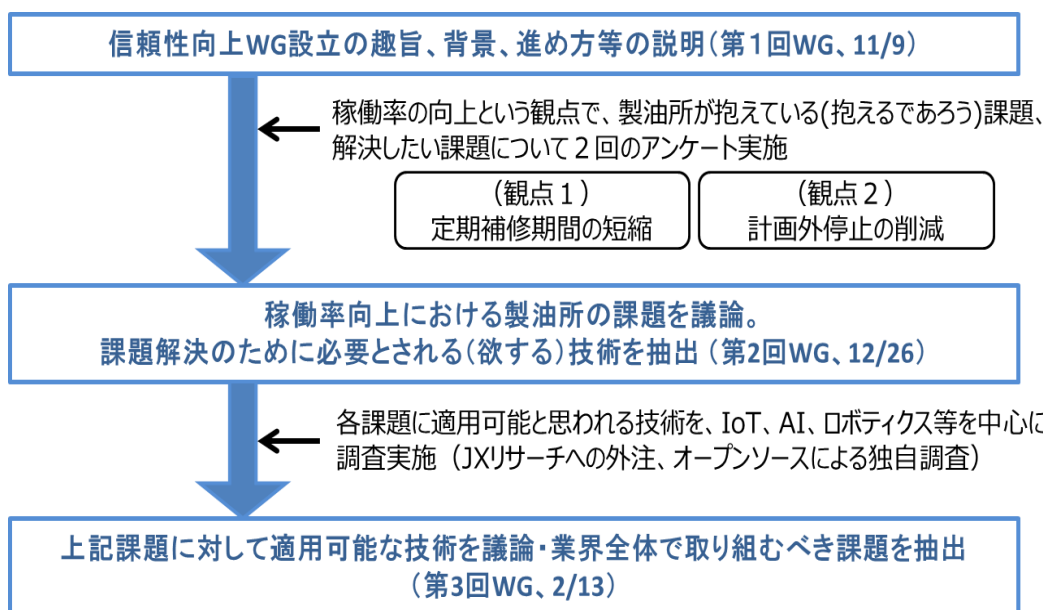 信頼性向上WG設立の趣旨、背景、進め方等の説明(第1回WG、11/9)
稼働率の向上という観点で、製油所が抱えている(抱えるであろう)課題、
解決したい課題について２回のアンケート実施
（観点１）
定期補修期間の短縮
（観点２）
計画外停止の削減
稼働率向上における製油所の課題を議論。
課題解決のために必要とされる(欲する)技術を抽出 (第2回WG、12/26)
各課題に適用可能と思われる技術を、IoT、AI、ロボティクス等を中心に
調査実施（JXリサーチへの外注、オープンソースによる独自調査）
上記課題に対して適用可能な技術を議論・業界全体で取り組むべき課題を抽出
(第3回WG、2/13)